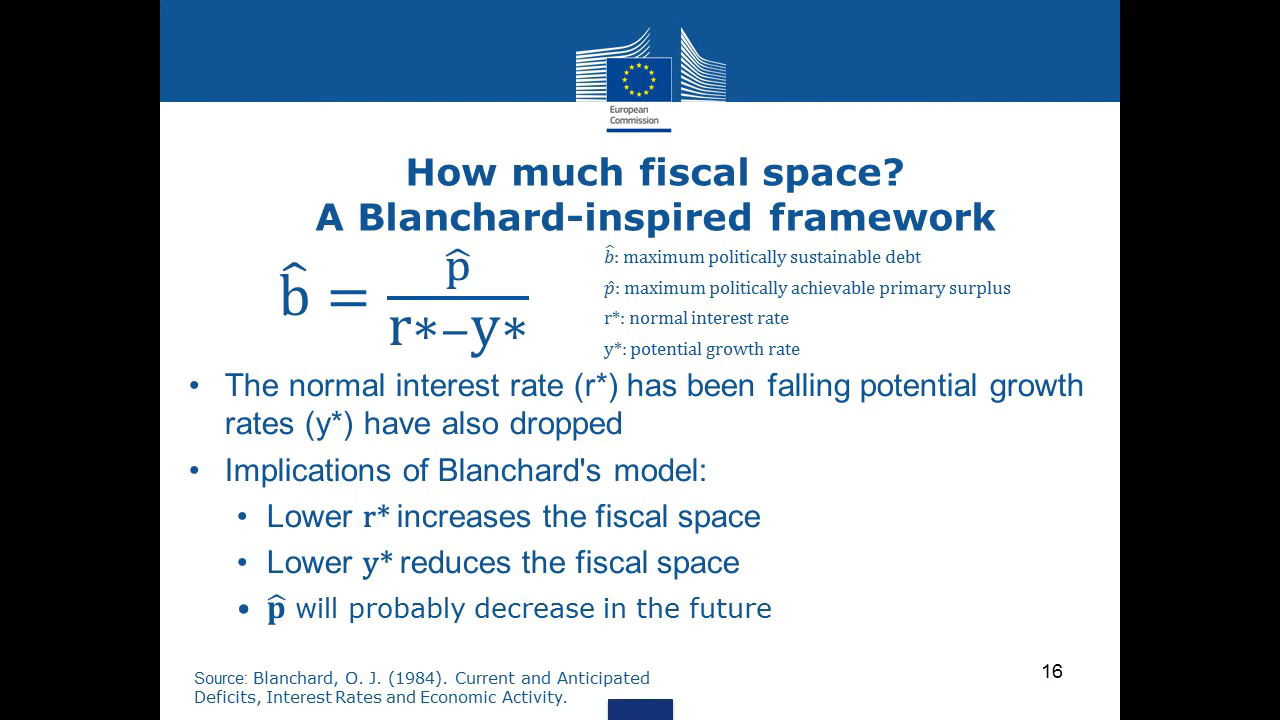 European
Commission
How much fiscal space?
A Blanchard-inspired framework
b̂ = p̂ / (r*–y*)
b̂: maximum politically sustainable debt
p̂: maximum politically achievable primary surplus
r*: normal interest rate
y*: potential growth rate
• The normal interest rate (r*) has been falling potential growth
rates (y*) have also dropped
• Implications of Blanchard's model:
• Lower r* increases the fiscal space
• Lower y* reduces the fiscal space
• p̂ will probably decrease in the future
Source: Blanchard, O. J. (1984). Current and Anticipated
Deficits, Interest Rates and Economic Activity.
16